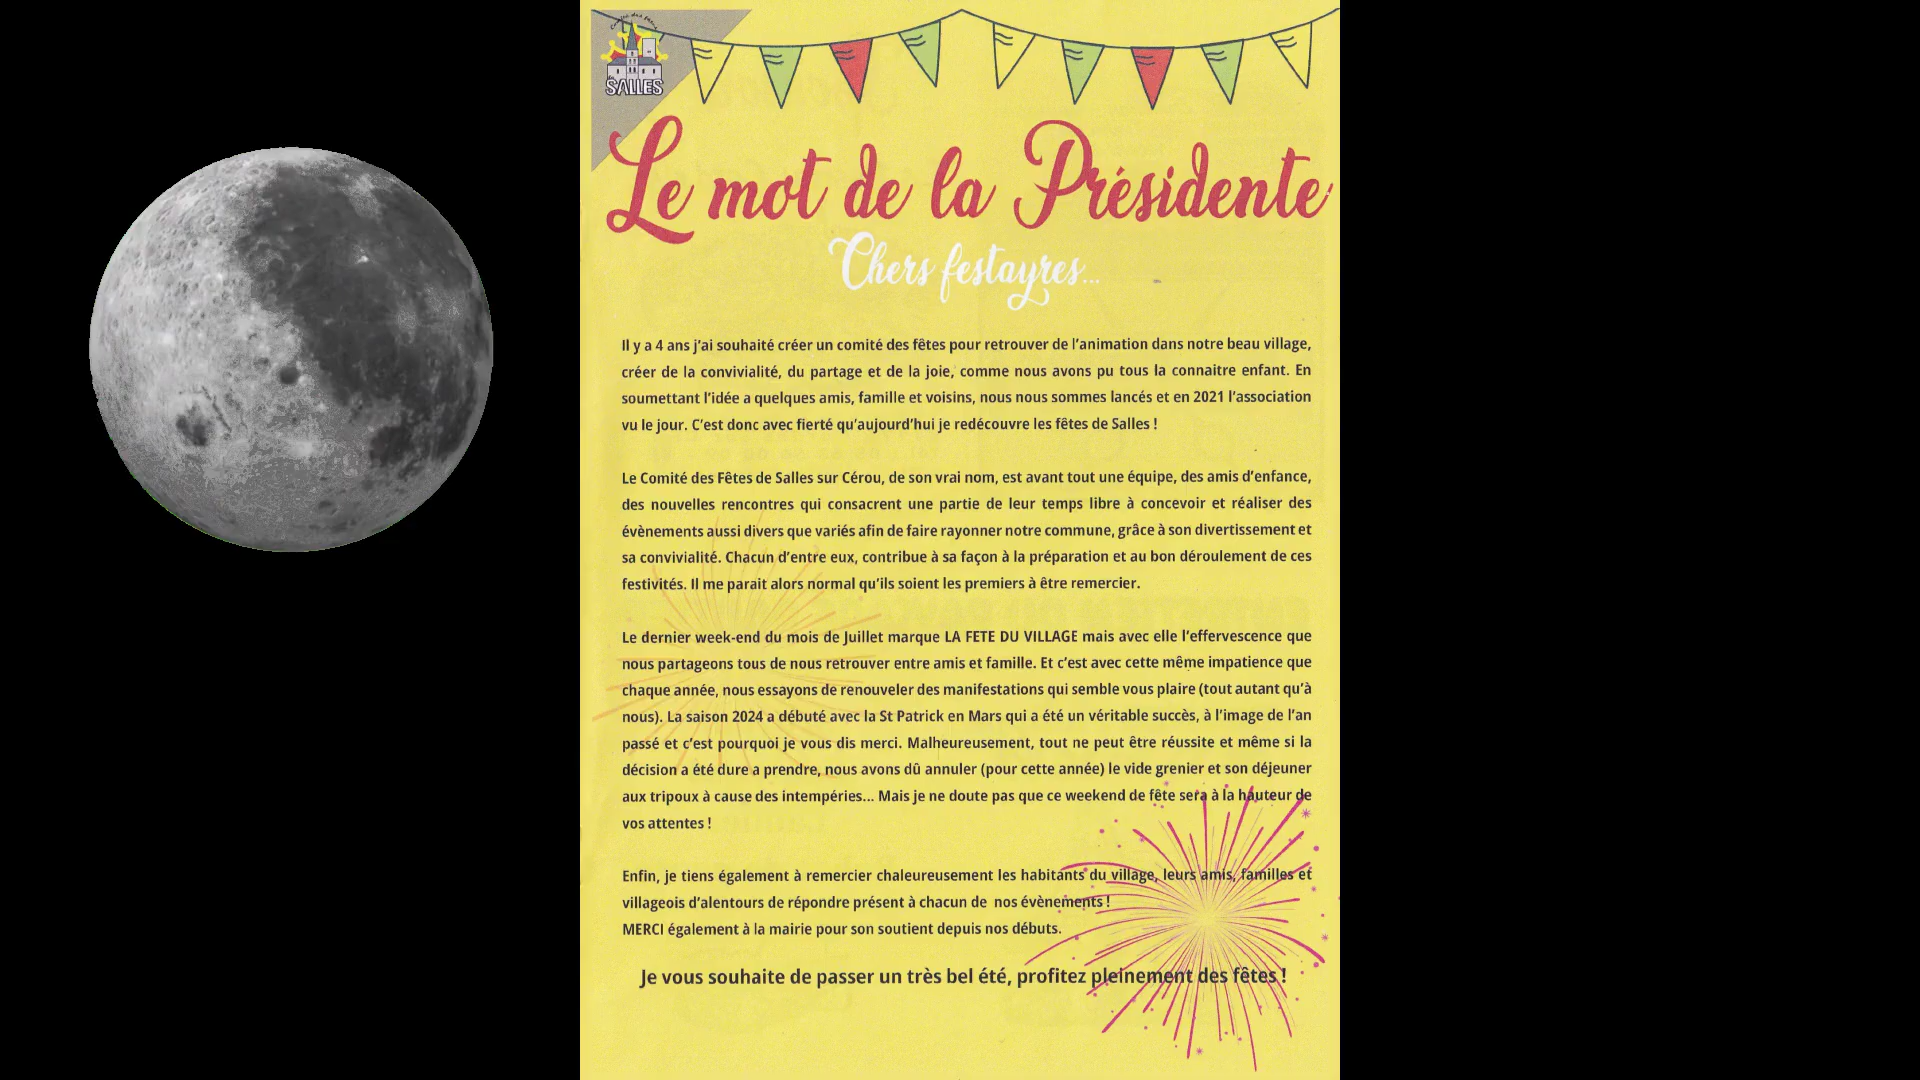 Comité des fêtes
de
SALLES
Le mot de la Présidente
Chers festayres...
Il y a 4 ans j'ai souhaité créer un comité des fêtes pour retrouver de l'animation dans notre beau village,
créer de la convivialité, du partage et de la joie, comme nous avons pu tous la connaitre enfant. En
soumettant l'idée a quelques amis, famille et voisins, nous nous sommes lancés et en 2021 l'association
vu le jour. C'est donc avec fierté qu'aujourd'hui je redécouvre les fêtes de Salles !
Le Comité des Fêtes de Salles sur Cérou, de son vrai nom, est avant tout une équipe, des amis d'enfance,
des nouvelles rencontres qui consacrent une partie de leur temps libre à concevoir et réaliser des
évènements aussi divers que variés afin de faire rayonner notre commune, grâce à son divertissement et
sa convivialité. Chacun d'entre eux, contribue à sa façon à la préparation et au bon déroulement de ces
festivités. Il me parait alors normal qu'ils soient les premiers à être remercier.
Le dernier week-end du mois de Juillet marque LA FETE DU VILLAGE mais avec elle l'effervescence que
nous partageons tous de nous retrouver entre amis et famille. Et c'est avec cette même impatience que
chaque année, nous essayons de renouveler des manifestations qui semble vous plaire (tout autant qu'à
nous). La saison 2024 a débuté avec la St Patrick en Mars qui a été un véritable succès, à l'image de l'an
passé et c'est pourquoi je vous dis merci. Malheureusement, tout ne peut être réussite et même si la
décision a été dure a prendre, nous avons dû annuler (pour cette année) le vide grenier et son déjeuner
aux tripoux à cause des intempéries... Mais je ne doute pas que ce weekend de fête sera à la hauteur de
vos attentes !
Enfin, je tiens également à remercier chaleureusement les habitants du village, leurs amis, familles et
villageois d'alentours de répondre présent à chacun de nos évènements !
MERCI également à la mairie pour son soutient depuis nos débuts.
Je vous souhaite de passer un très bel été, profitez pleinement des fêtes !